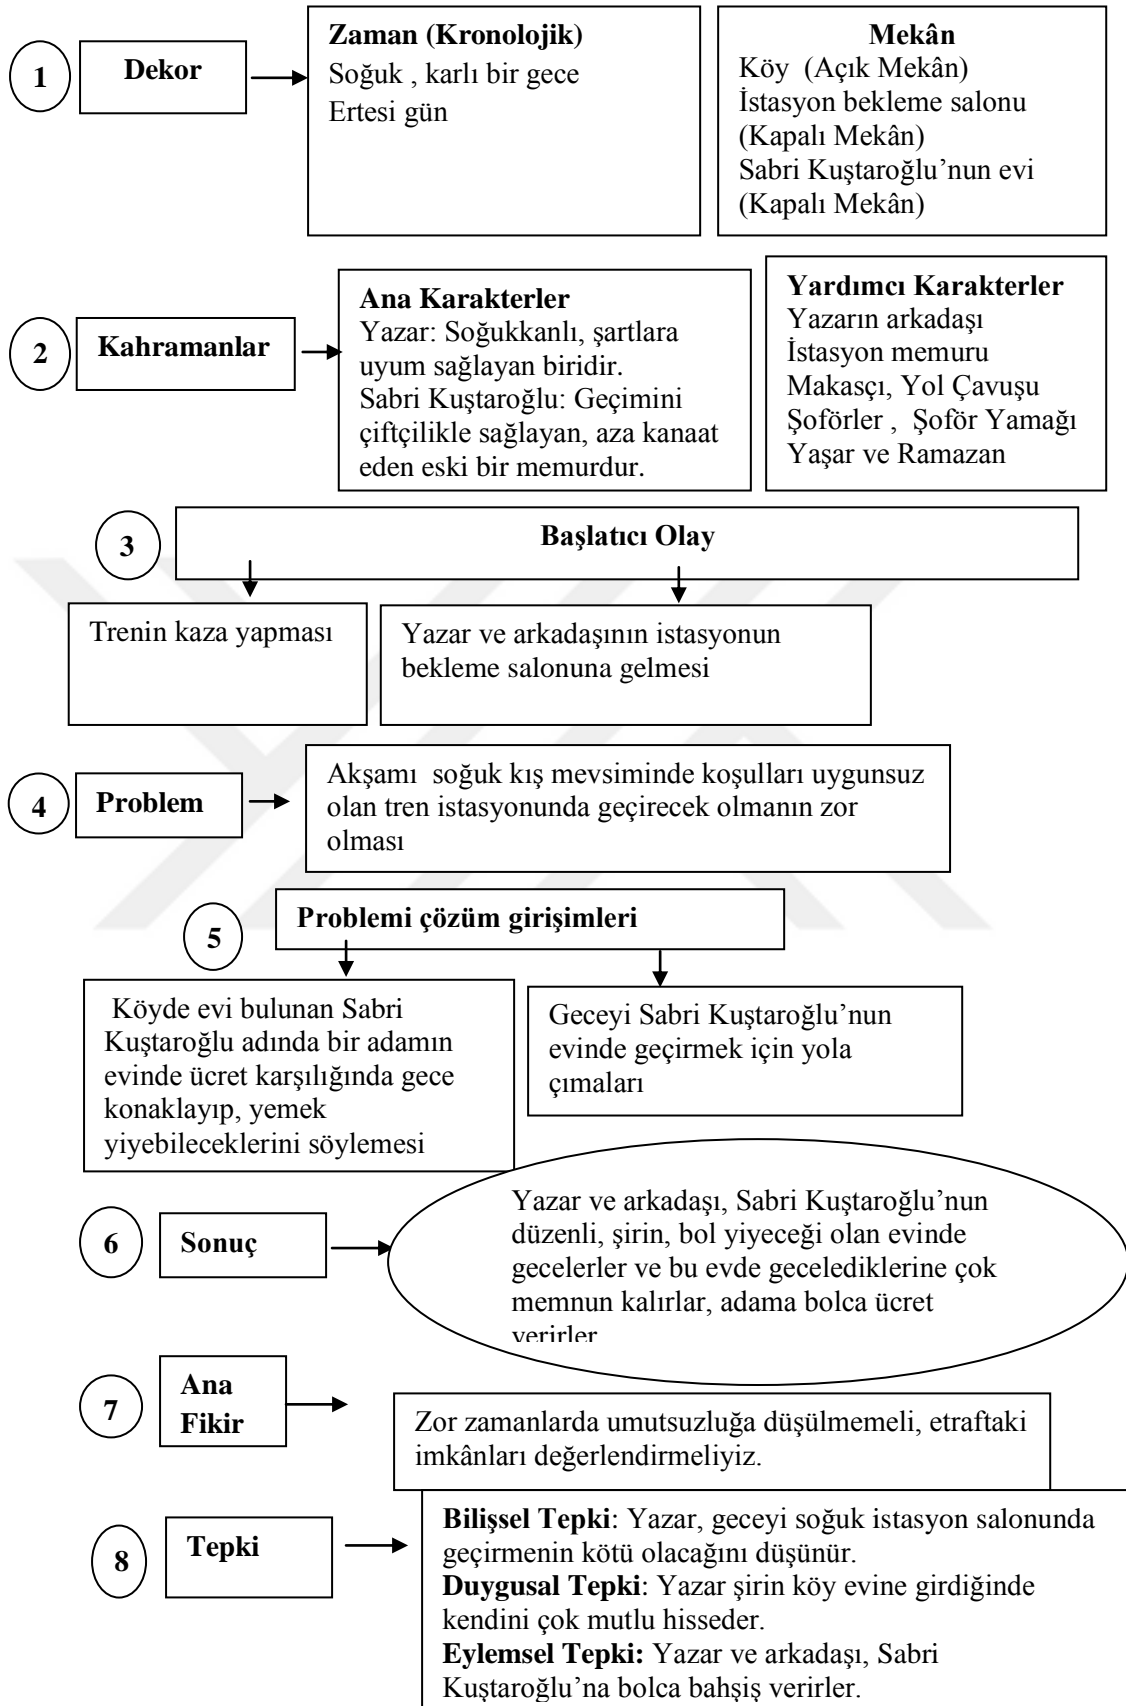 1
Dekor
Zaman (Kronolojik)
Soğuk , karlı bir gece
Ertesi gün
Mekân
Köy (Açık Mekân)
İstasyon bekleme salonu
(Kapalı Mekân)
Sabri Kuştaroğlu’nun evi
(Kapalı Mekân)
2
Kahramanlar
Ana Karakterler
Yazar: Soğukkanlı, şartlara
uyum sağlayan biridir.
Sabri Kuştaroğlu: Geçimini
çiftçilikle sağlayan, aza kanaat
eden eski bir memurdur.
Yardımcı Karakterler
Yazarın arkadaşı
İstasyon memuru
Makasçı, Yol Çavuşu
Şoförler , Şoför Yamağı
Yaşar ve Ramazan
3
Başlatıcı Olay
Trenin kaza yapması
Yazar ve arkadaşının istasyonun
bekleme salonuna gelmesi
4
Problem
Akşamı soğuk kış mevsiminde koşulları uygunsuz
olan tren istasyonunda geçirecek olmanın zor
olması
5
Problemi çözüm girişimleri
Köyde evi bulunan Sabri
Kuştaroğlu adında bir adamın
evinde ücret karşılığında gece
konaklayıp, yemek
yiyebileceklerini söylemesi
Geceyi Sabri Kuştaroğlu’nun
evinde geçirmek için yola
çımaları
6
Sonuç
Yazar ve arkadaşı, Sabri Kuştaroğlu’nun
düzenli, şirin, bol yiyeceği olan evinde
gecelerler ve bu evde gecelediklerine çok
memnun kalırlar, adama bolca ücret
verirler
7
Ana
Fikir
Zor zamanlarda umutsuzluğa düşülmemeli, etraftaki
imkânları değerlendirmeliyiz.
8
Tepki
Bilişsel Tepki: Yazar, geceyi soğuk istasyon salonunda
geçirmenin kötü olacağını düşünür.
Duygusal Tepki: Yazar şirin köy evine girdiğinde
kendini çok mutlu hisseder.
Eylemsel Tepki: Yazar ve arkadaşı, Sabri
Kuştaroğlu’na bolca bahşiş verirler.